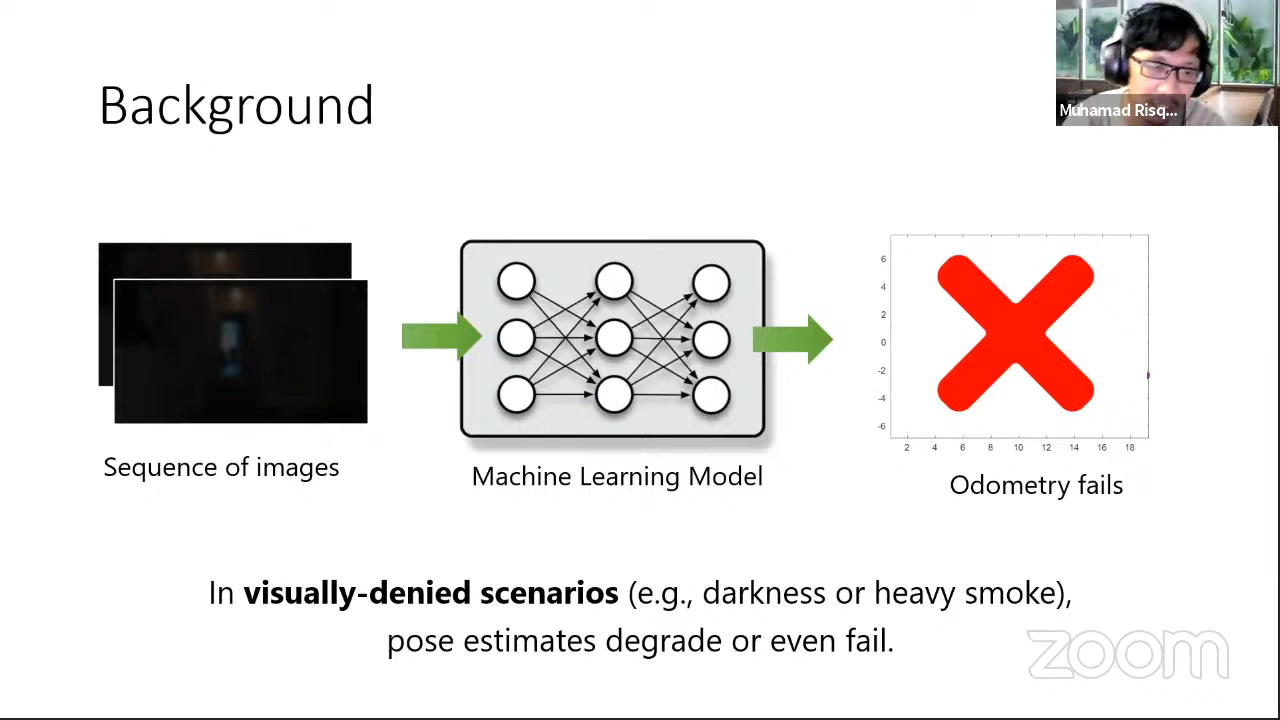 Background
Muhamad Risq...
6
4
2
0
-2
-4
-6
2 4 6 8 10 12 14 16 18
Sequence of images
Machine Learning Model
Odometry fails
In visually-denied scenarios (e.g., darkness or heavy smoke),
pose estimates degrade or even fail.
zoom